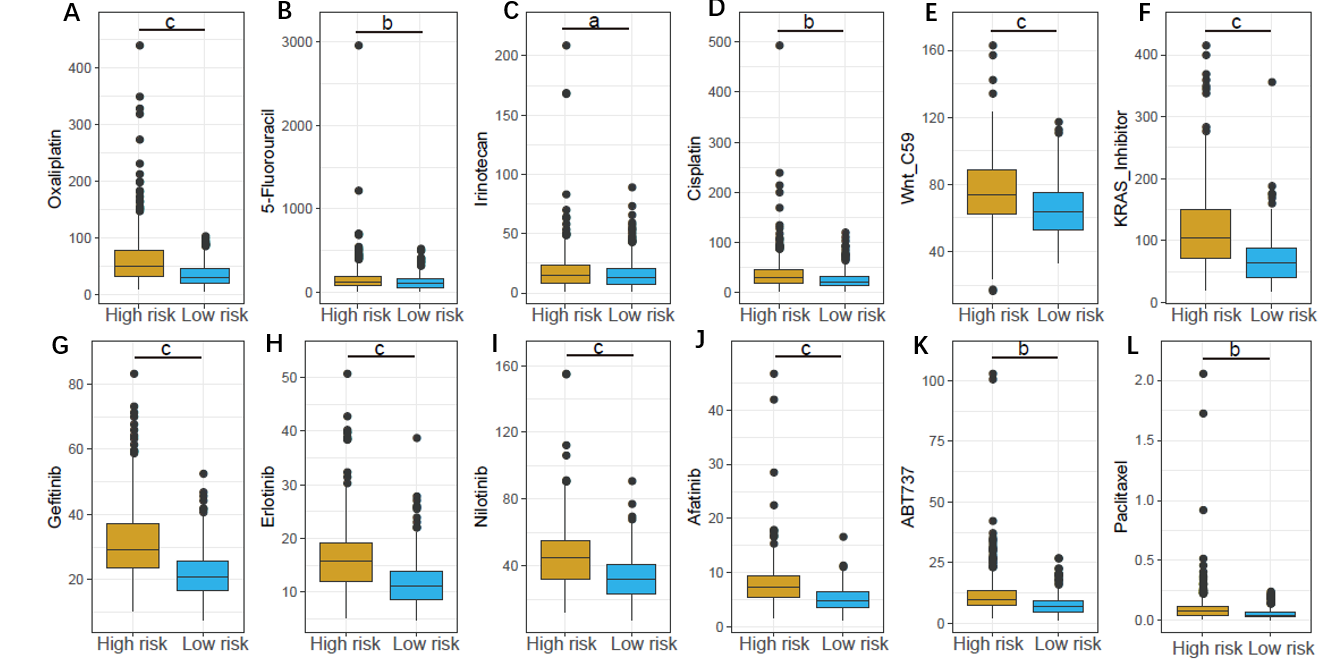 A
c
Oxaliplatin
400
300
200
100
0
High risk Low risk
B
b
5-Fluorouracil
3000
2000
1000
0
High risk Low risk
C
a
Irinotecan
200
150
100
50
0
High risk Low risk
D
b
Cisplatin
500
400
300
200
100
0
High risk Low risk
E
c
Wnt_C59
160
120
80
40
High risk Low risk
F
c
KRAS_Inhibitor
400
300
200
100
0
High risk Low risk
G
c
Gefitinib
80
60
40
20
High risk Low risk
H
c
Erlotinib
50
40
30
20
10
High risk Low risk
I
c
Nilotinib
160
120
80
40
High risk Low risk
J
c
Afatinib
40
30
20
10
0
High risk Low risk
K
b
ABT737
100
75
50
25
0
High risk Low risk
L
b
Paclitaxel
2.0
1.5
1.0
0.5
0.0
High risk Low risk